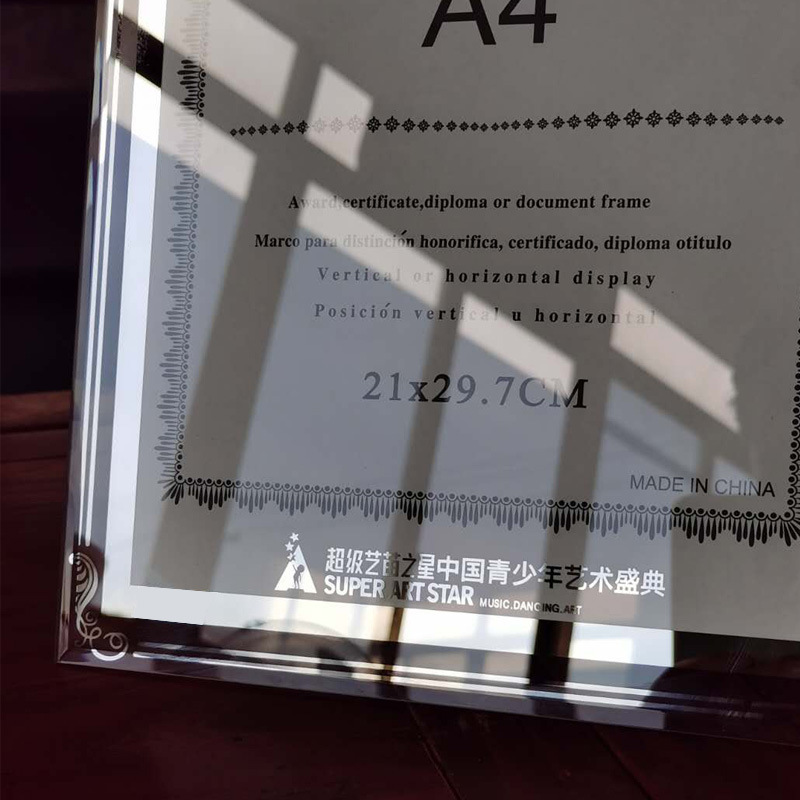 A4
Award,certificate,diploma or document frame
Marco para distinción honorifica, certificado, diploma otitulo
Vertical or horizontal display
Posición vertical u horizontal
21x29.7CM
MADE IN CHINA
超级艺苗之星中国青少年艺术盛典
SUPER ART STAR MUSIC.DANCING.ART